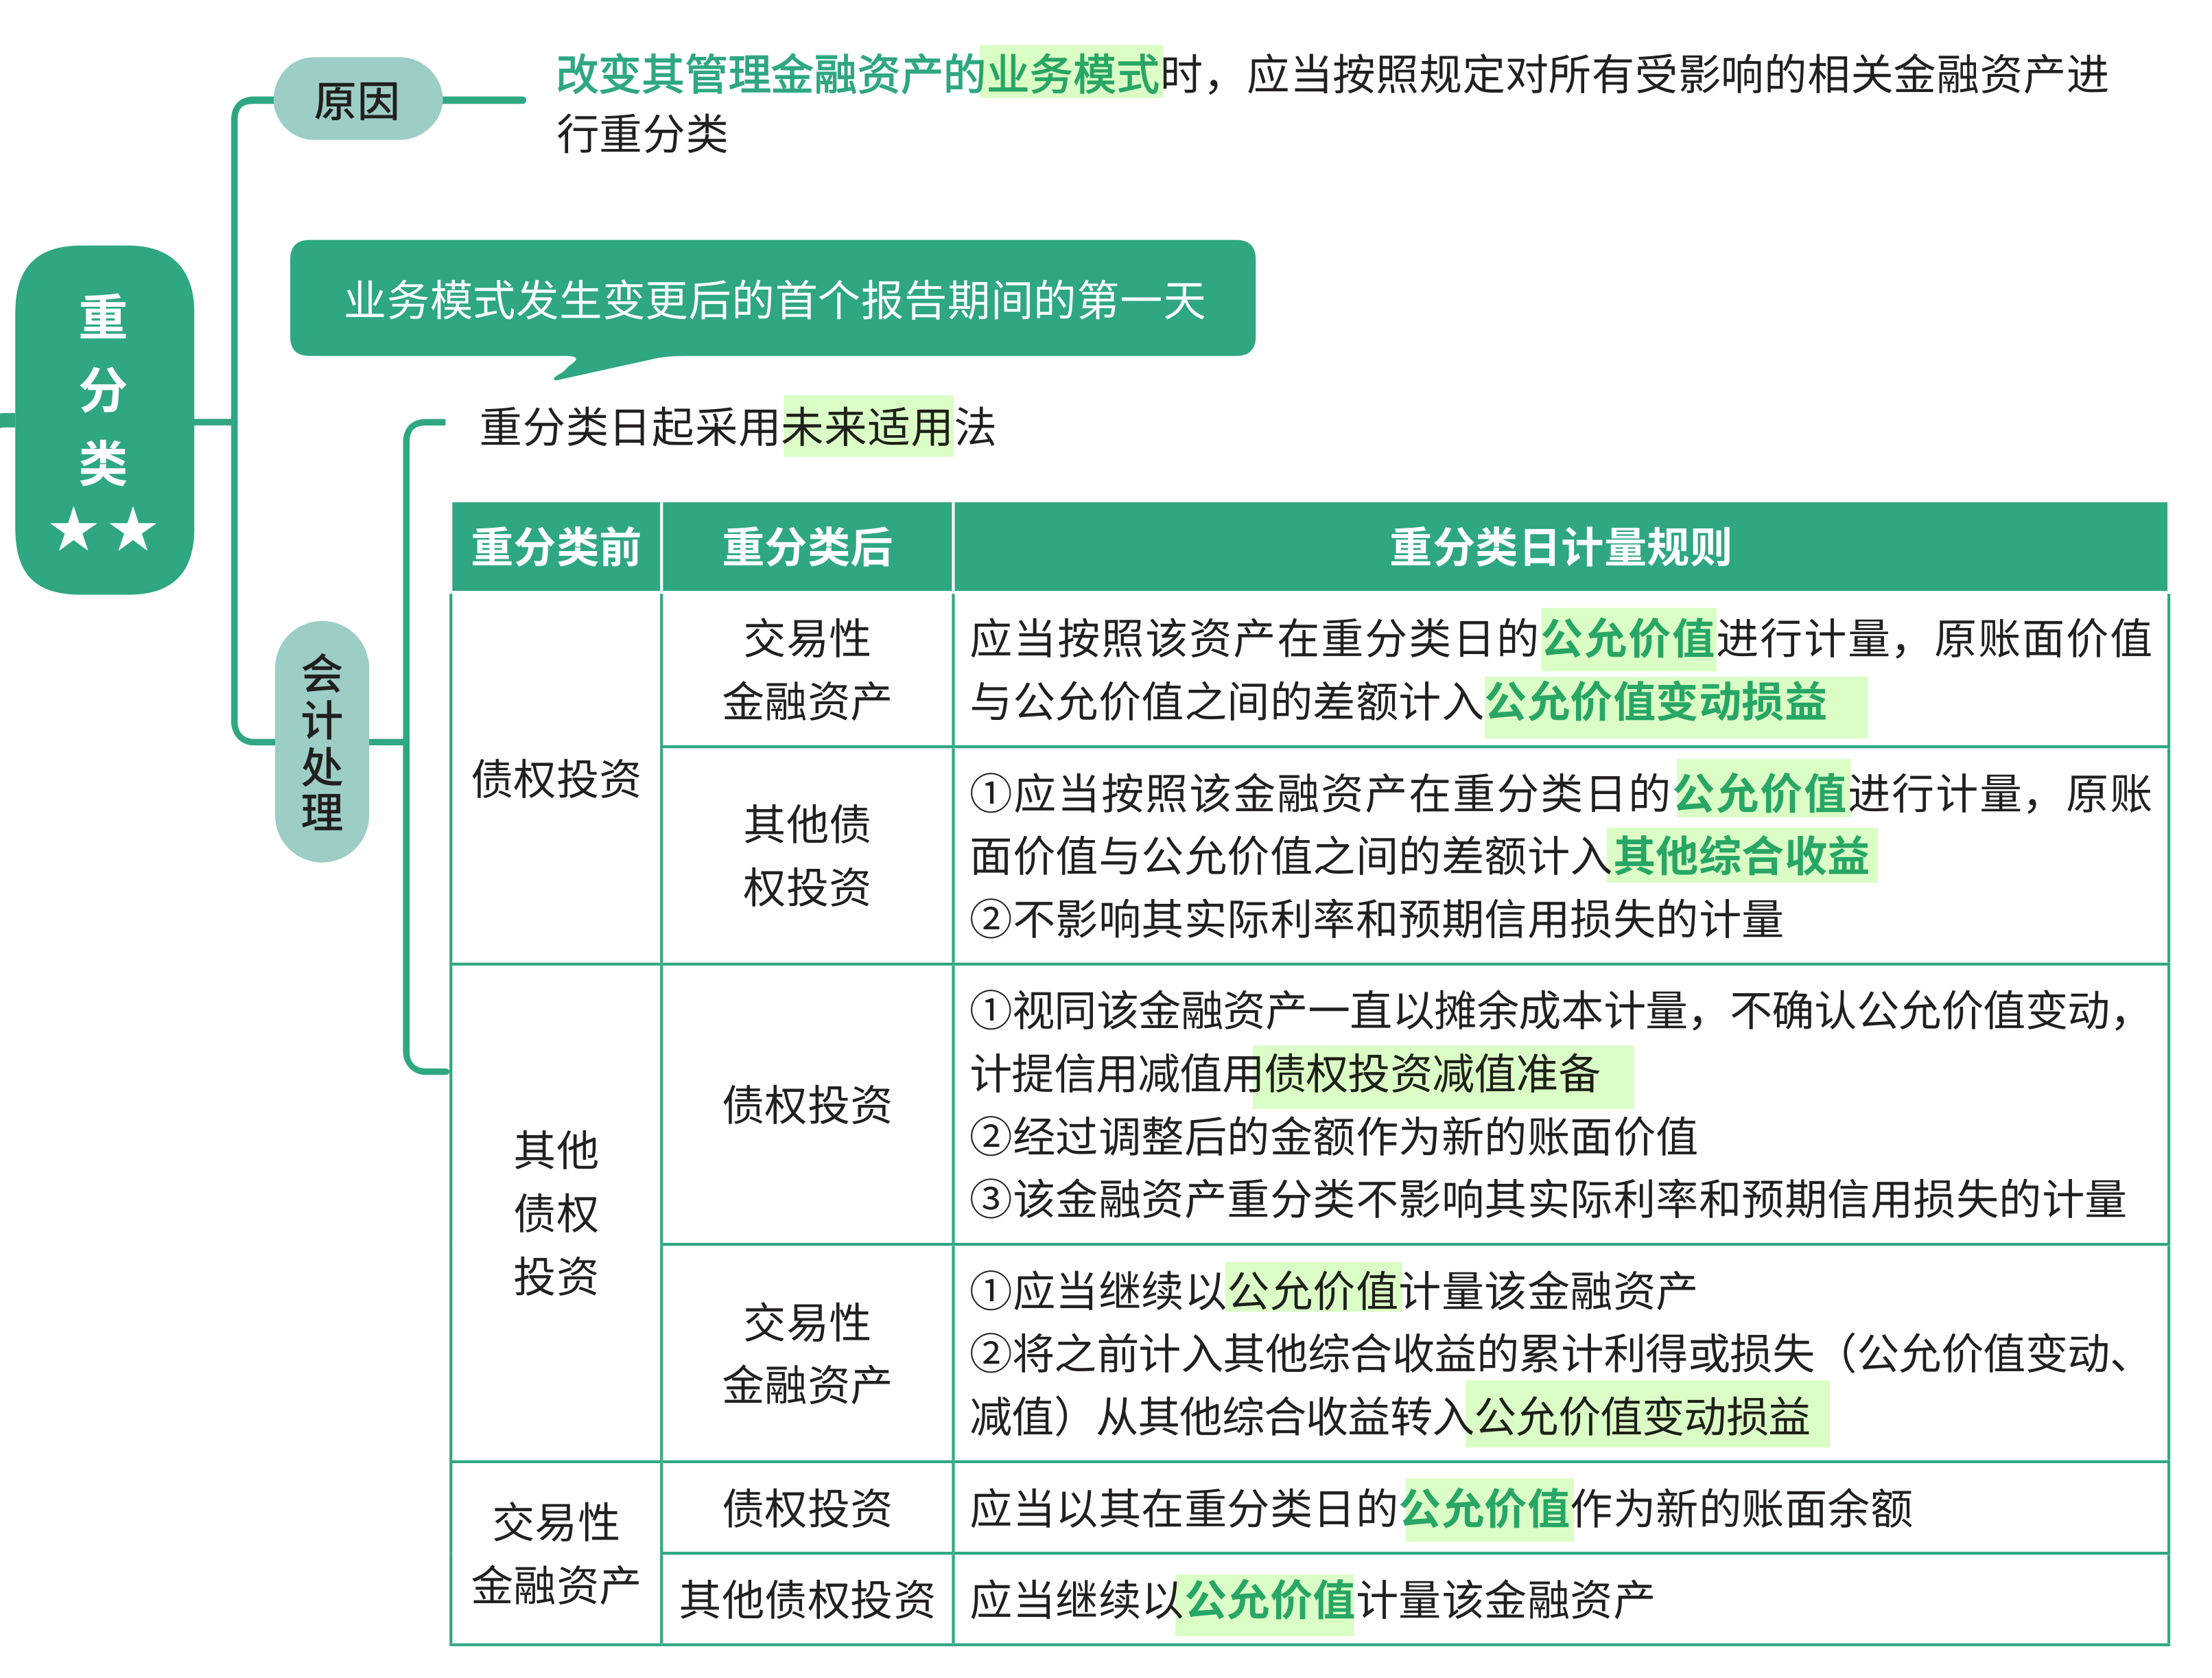 原因
改变其管理金融资产的业务模式时，应当按照规定对所有受影响的相关金融资产进
行重分类
重
分
类
★★
业务模式发生变更后的首个报告期间的第一天
重分类日起采用未来适用法
会
计
处
理
重分类前
重分类后
重分类日计量规则
债权投资
交易性
金融资产
应当按照该资产在重分类日的公允价值进行计量，原账面价值
与公允价值之间的差额计入公允价值变动损益
其他债
权投资
①应当按照该金融资产在重分类日的公允价值进行计量，原账
面价值与公允价值之间的差额计入其他综合收益
②不影响其实际利率和预期信用损失的计量
其他
债权
投资
债权投资
①视同该金融资产一直以摊余成本计量，不确认公允价值变动，
计提信用减值用债权投资减值准备
②经过调整后的金额作为新的账面价值
③该金融资产重分类不影响其实际利率和预期信用损失的计量
交易性
金融资产
①应当继续以公允价值计量该金融资产
②将之前计入其他综合收益的累计利得或损失（公允价值变动、
减值）从其他综合收益转入公允价值变动损益
交易性
金融资产
债权投资
应当以其在重分类日的公允价值作为新的账面余额
其他债权投资
应当继续以公允价值计量该金融资产